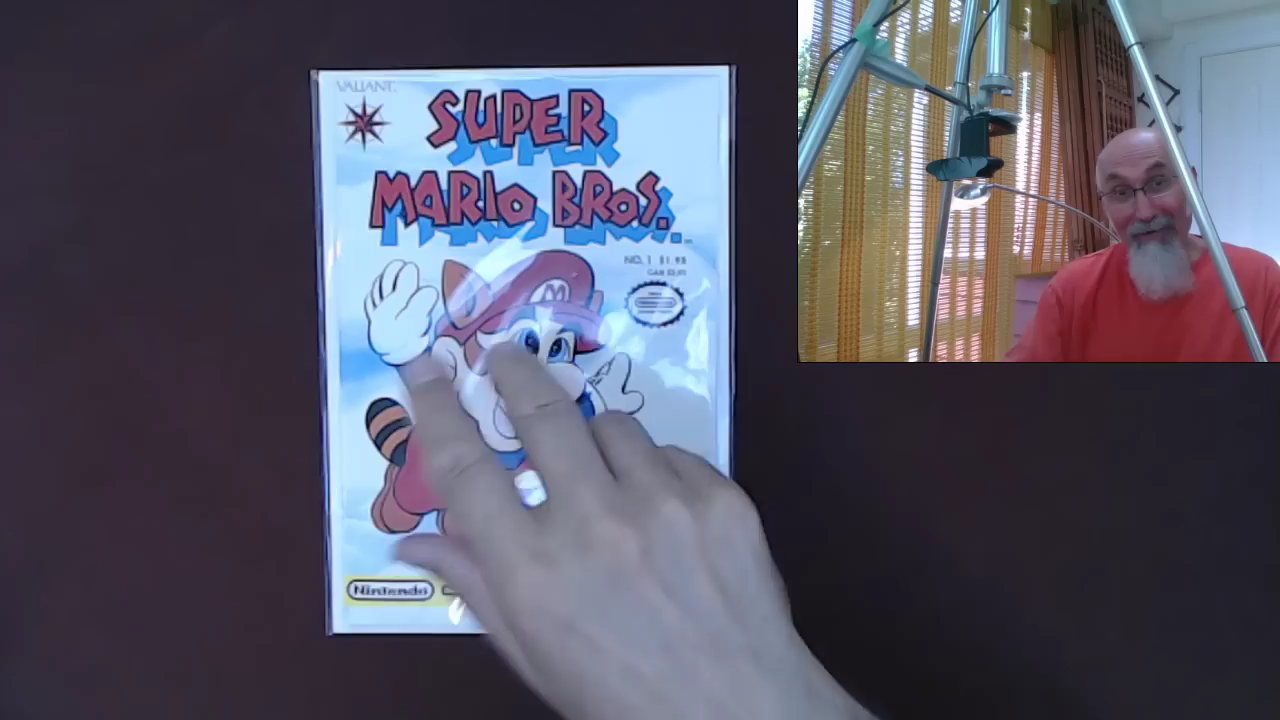 VALIANT.
SUPER
MARIO BROS.
NO. 1 $1.95
M
Nintendo